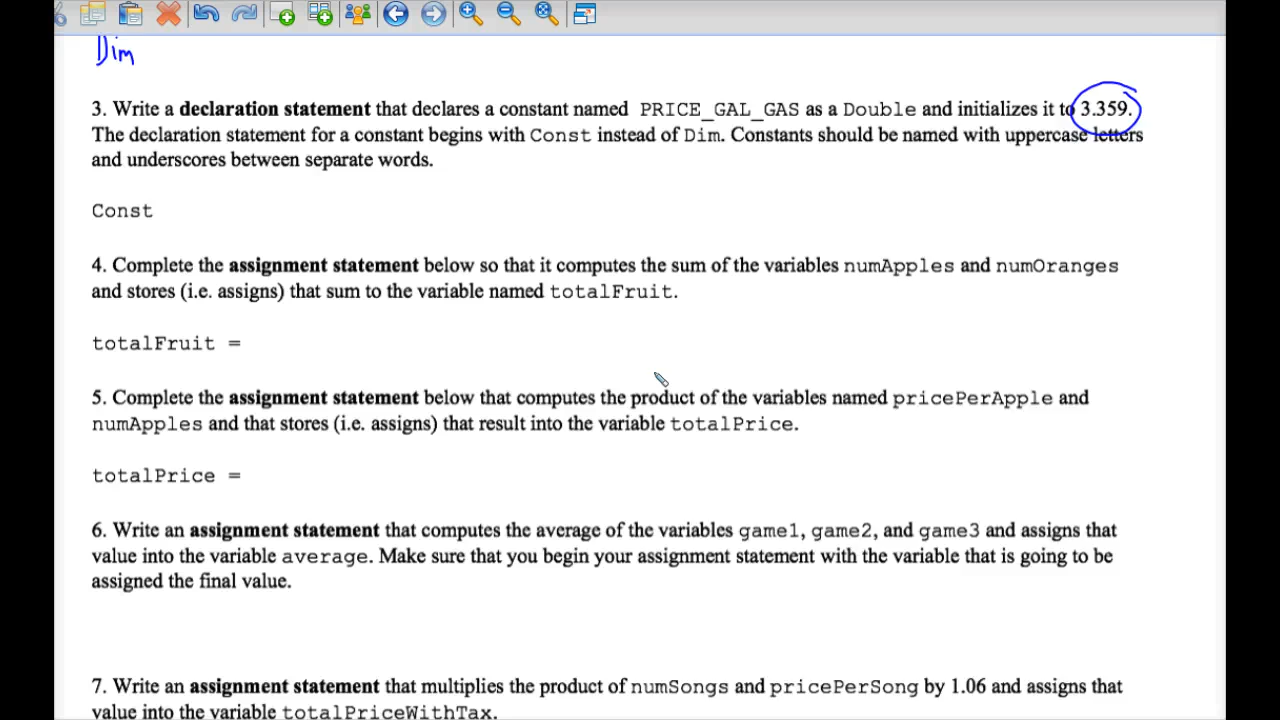 Dim
3. Write a declaration statement that declares a constant named PRICE_GAL_GAS as a Double and initializes it to 3.359.
The declaration statement for a constant begins with Const instead of Dim. Constants should be named with uppercase letters
and underscores between separate words.
Const
4. Complete the assignment statement below so that it computes the sum of the variables numApples and numOranges
and stores (i.e. assigns) that sum to the variable named totalFruit.
totalFruit =
5. Complete the assignment statement below that computes the product of the variables named pricePerApple and
numApples and that stores (i.e. assigns) that result into the variable totalPrice.
totalPrice =
6. Write an assignment statement that computes the average of the variables game1, game2, and game3 and assigns that
value into the variable average. Make sure that you begin your assignment statement with the variable that is going to be
assigned the final value.
7. Write an assignment statement that multiplies the product of numSongs and pricePerSong by 1.06 and assigns that
value into the variable totalPriceWithTax.